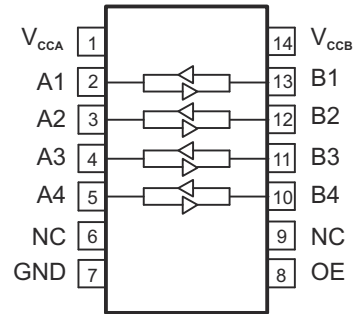 VCCA 1 14 VCCB
A1 2 13 B1
A2 3 12 B2
A3 4 11 B3
A4 5 10 B4
NC 6 9 NC
GND 7 8 OE